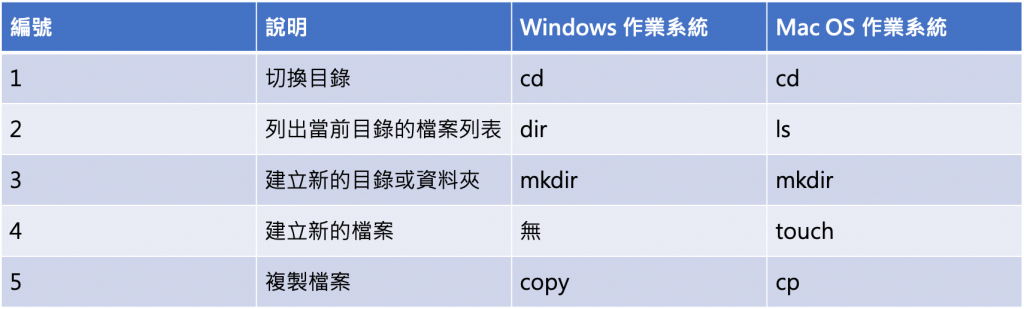 編號 說明 Windows 作業系統 Mac OS 作業系統
1 切換目錄 cd cd
2 列出當前目錄的檔案列表 dir ls
3 建立新的目錄或資料夾 mkdir mkdir
4 建立新的檔案 無 touch
5 複製檔案 copy cp